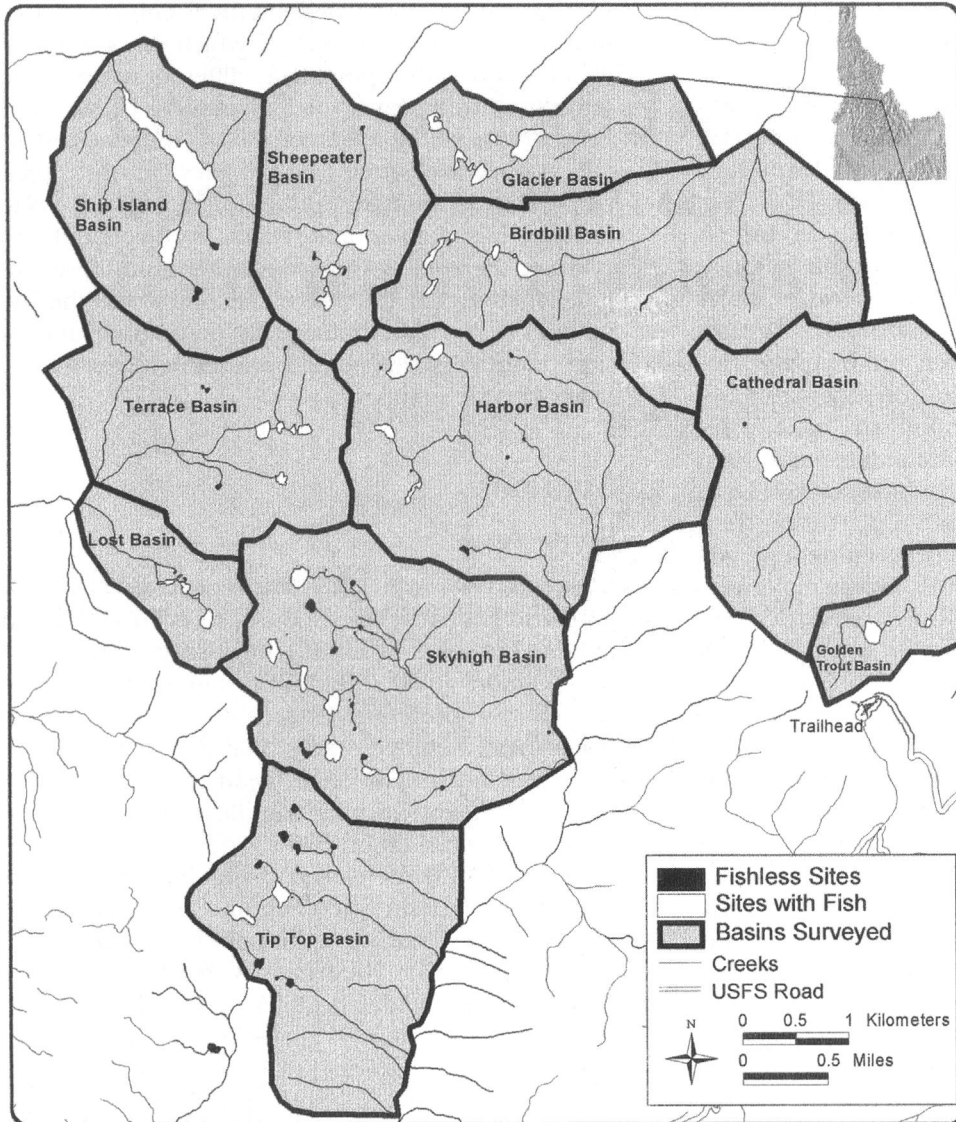 Sheepeater
Basin
Glacier Basin
Ship Island
Basin
Birdbill Basin
Cathedral Basin
Terrace Basin
Harbor Basin
Lost Basin
Skyhigh Basin
Golden
Trout Basin
Trailhead
Tip Top Basin
Fishless Sites
Sites with Fish
Basins Surveyed
Creeks
USFS Road
N
0 0.5 1 Kilometers
0 0.5 Miles